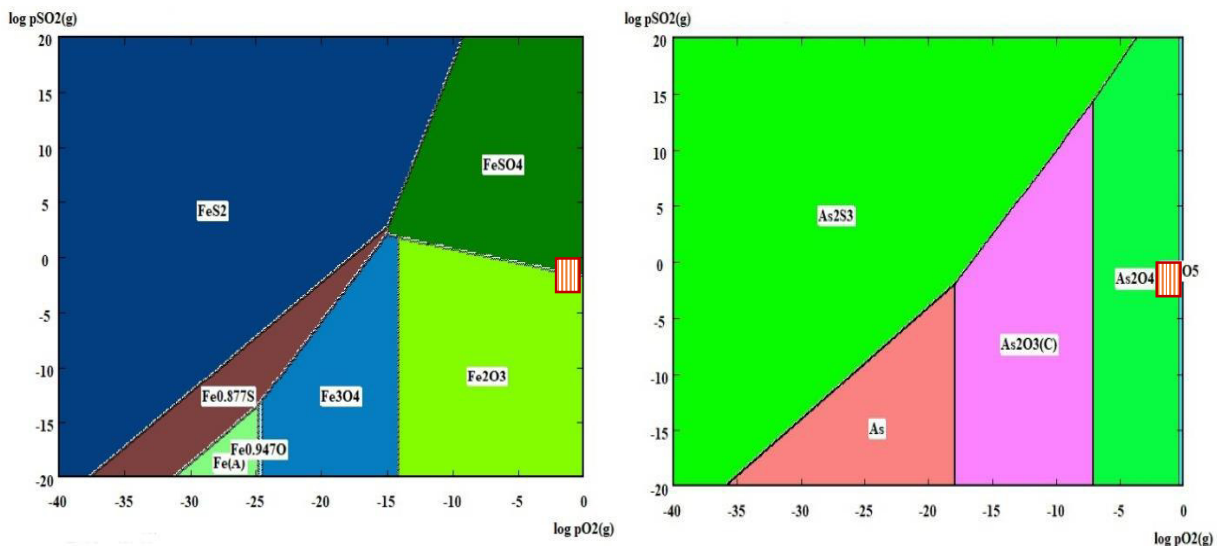 log pSO2(g)
20
15
10
5
0
-5
-10
-15
-20
-40
-35
-30
-25
-20
-15
-10
-5
0
log pO2(g)
FeS2
FeSO4
Fe2O3
Fe3O4
Fe0.877S
Fe0.947O
Fe(A)
log pSO2(g)
20
15
10
5
0
-5
-10
-15
-20
-40
-35
-30
-25
-20
-15
-10
-5
0
log pO2(g)
As2S3
As2O4
O5
As2O3(C)
As